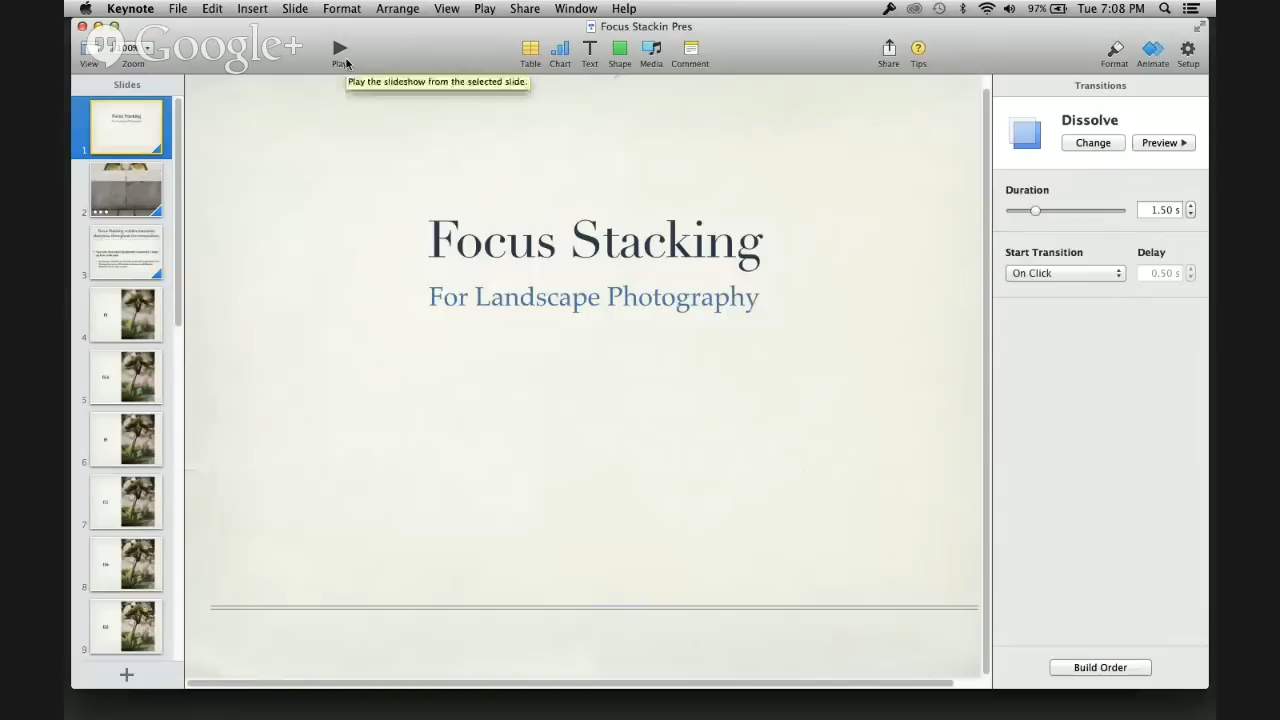 Keynote File Edit Insert Slide Format Arrange View Play Share Window Help 97% Tue 7:08 PM
Focus Stackin Pres
Google+
100%
View Zoom Play Table Chart Text Shape Media Comment Share Tips Format Animate Setup
Play the slideshow from the selected slide.
Slides
Transitions
Focus Stacking
1
2
3
4
5
6
7
8
9
Focus Stacking
For Landscape Photography
Dissolve
Change Preview
Duration
1.50 s
Start Transition Delay
On Click 0.50 s
Build Order